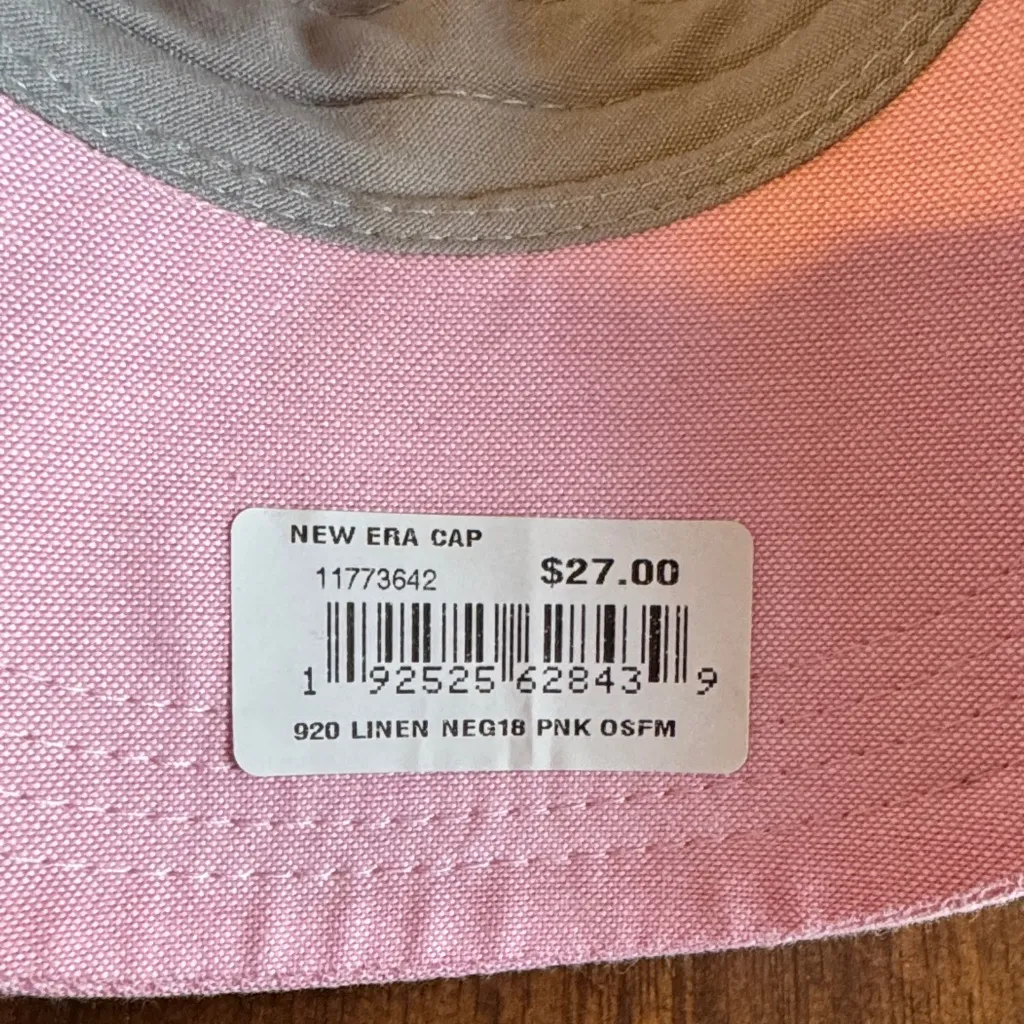 NEW ERA CAP
11773642 $27.00
1 92525 62843 9
920 LINEN NEG18 PNK OSFM